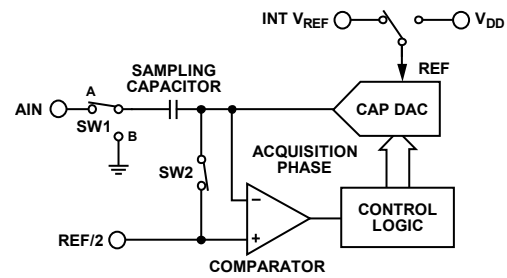 INT VREF
VDD
REF
SAMPLING
CAPACITOR
A
AIN
CAP DAC
B
SW1
ACQUISITION
PHASE
SW2
−
CONTROL
LOGIC
REF/2
+
COMPARATOR